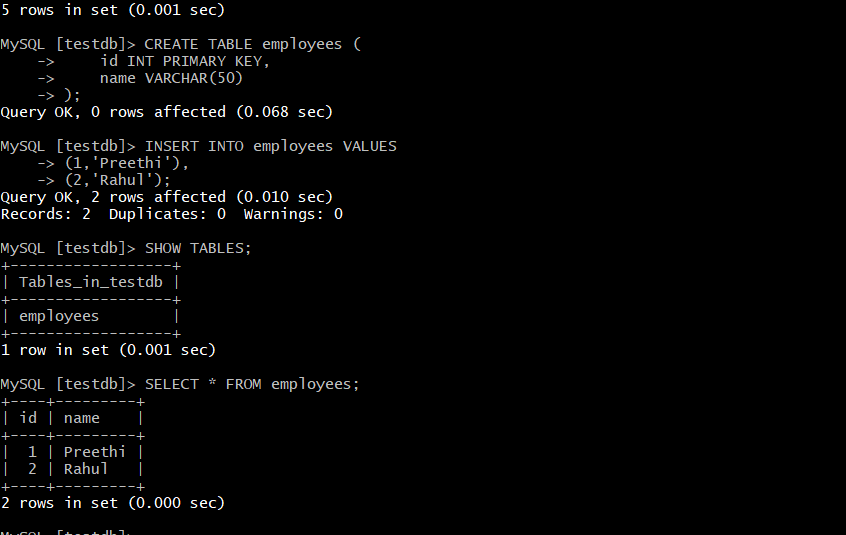 5 rows in set (0.001 sec)
MySQL [testdb]> CREATE TABLE employees (
    ->     id INT PRIMARY KEY,
    ->     name VARCHAR(50)
    -> );
Query OK, 0 rows affected (0.068 sec)
MySQL [testdb]> INSERT INTO employees VALUES
    -> (1,'Preethi'),
    -> (2,'Rahul');
Query OK, 2 rows affected (0.010 sec)
Records: 2  Duplicates: 0  Warnings: 0
MySQL [testdb]> SHOW TABLES;
+------------------+
| Tables_in_testdb |
+------------------+
| employees        |
+------------------+
1 row in set (0.001 sec)
MySQL [testdb]> SELECT * FROM employees;
+----+---------+
| id | name    |
+----+---------+
|  1 | Preethi |
|  2 | Rahul   |
+----+---------+
2 rows in set (0.000 sec)
MySQL [testdb]>